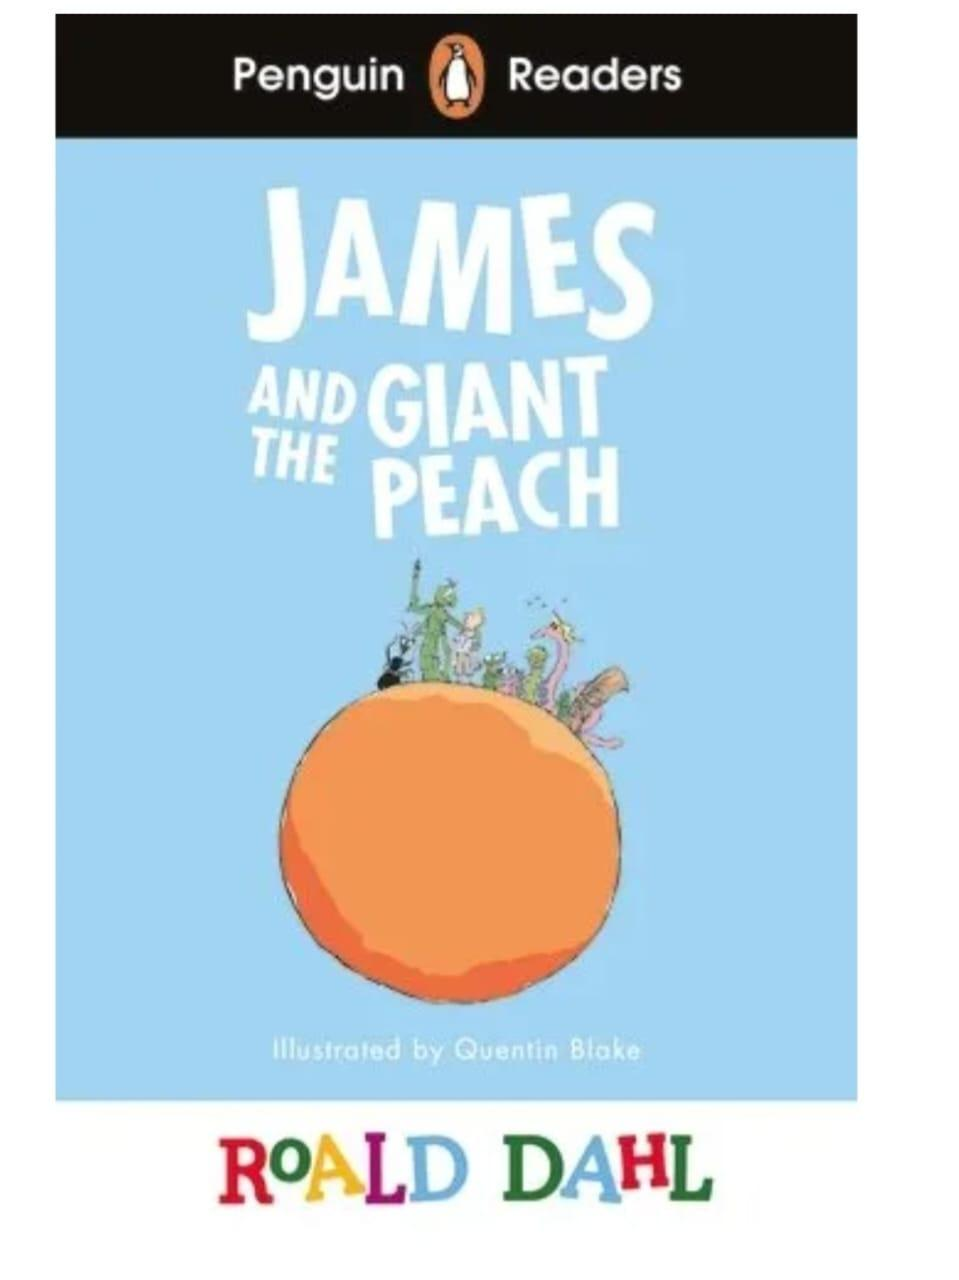 Penguin Readers
JAMES
AND THE GIANT PEACH
Illustrated by Quentin Blake
ROALD DAHL